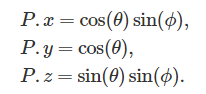 P.x = cos(θ) sin(ϕ),
P.y = cos(θ),
P.z = sin(θ) sin(ϕ).